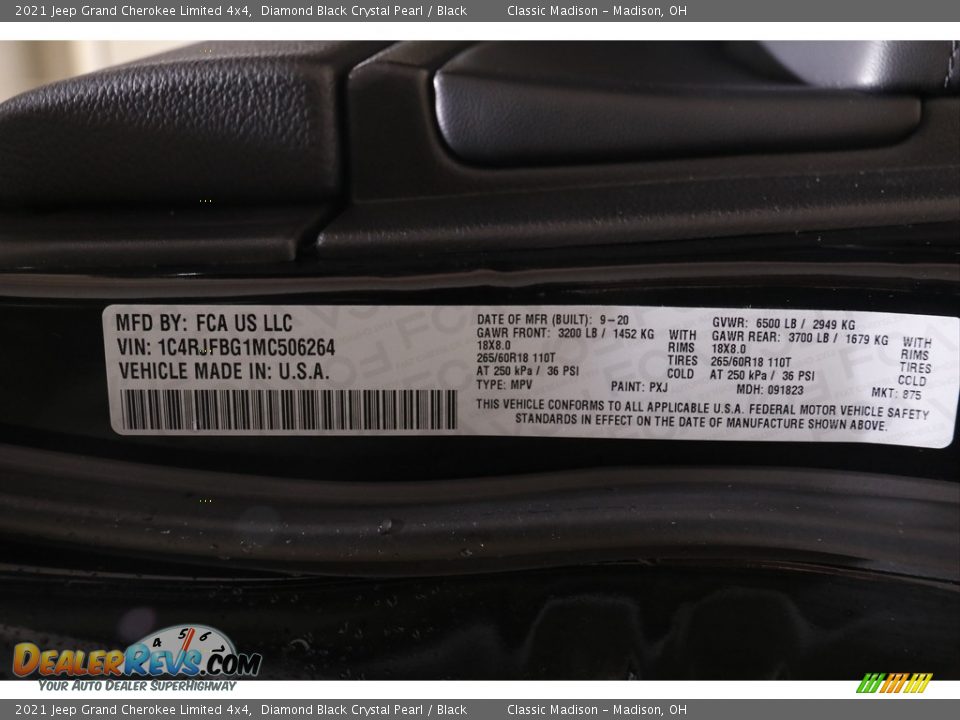 2021 Jeep Grand Cherokee Limited 4x4, Diamond Black Crystal Pearl / Black Classic Madison - Madison, OH
MFD BY: FCA US LLC
VIN: 1C4RJFBG1MC506264
VEHICLE MADE IN: U.S.A.
DATE OF MFR (BUILT): 9-20
GAWR FRONT: 3200 LB / 1452 KG WITH
18X8.0 RIMS
265/60R18 110T TIRES
AT 250 kPa / 36 PSI COLD
TYPE: MPV PAINT: PXJ
GVWR: 6500 LB / 2949 KG
GAWR REAR: 3700 LB / 1679 KG WITH
18X8.0 RIMS
265/60R18 110T TIRES
AT 250 kPa / 36 PSI COLD
MDH: 091823 MKT: 875
THIS VEHICLE CONFORMS TO ALL APPLICABLE U.S.A. FEDERAL MOTOR VEHICLE SAFETY
STANDARDS IN EFFECT ON THE DATE OF MANUFACTURE SHOWN ABOVE.
4 5 6
DEALERREVS.COM
YOUR AUTO DEALER SUPERHIGHWAY
2021 Jeep Grand Cherokee Limited 4x4, Diamond Black Crystal Pearl / Black Classic Madison - Madison, OH